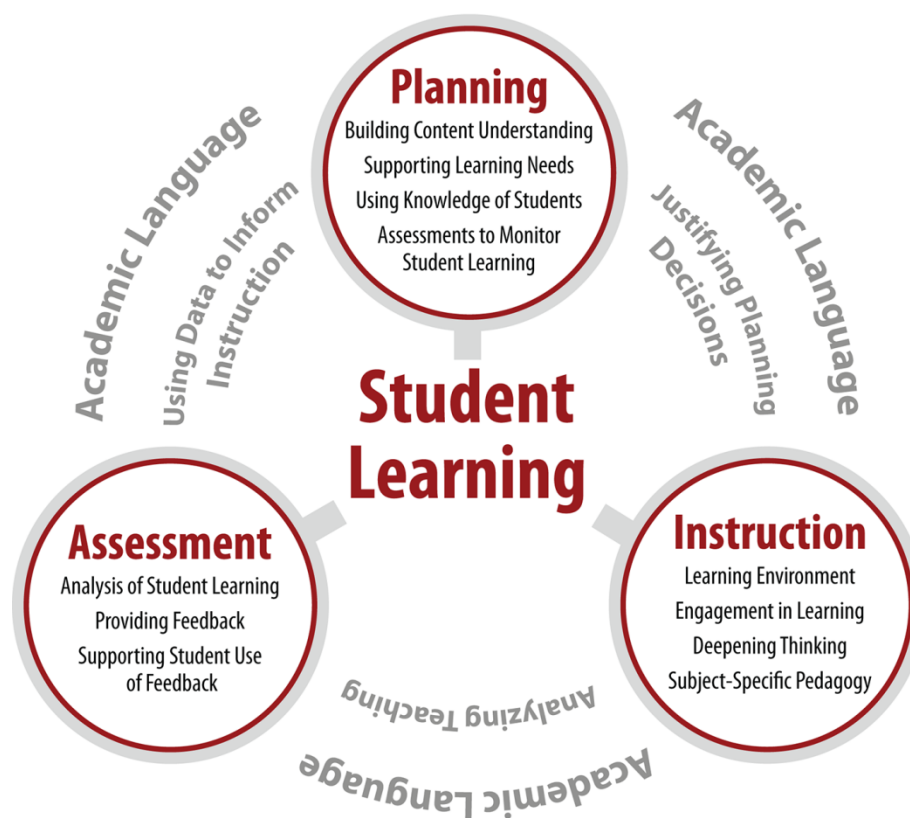 Planning
Building Content Understanding
Supporting Learning Needs
Using Knowledge of Students
Assessments to Monitor
Student Learning
Academic Language
Using Data to Inform
Instruction
Academic Language
Justifying Planning
Decisions
Student
Learning
Assessment
Analysis of Student Learning
Providing Feedback
Supporting Student Use
of Feedback
Instruction
Learning Environment
Engagement in Learning
Deepening Thinking
Subject-Specific Pedagogy
Analyzing Teaching
Academic Language